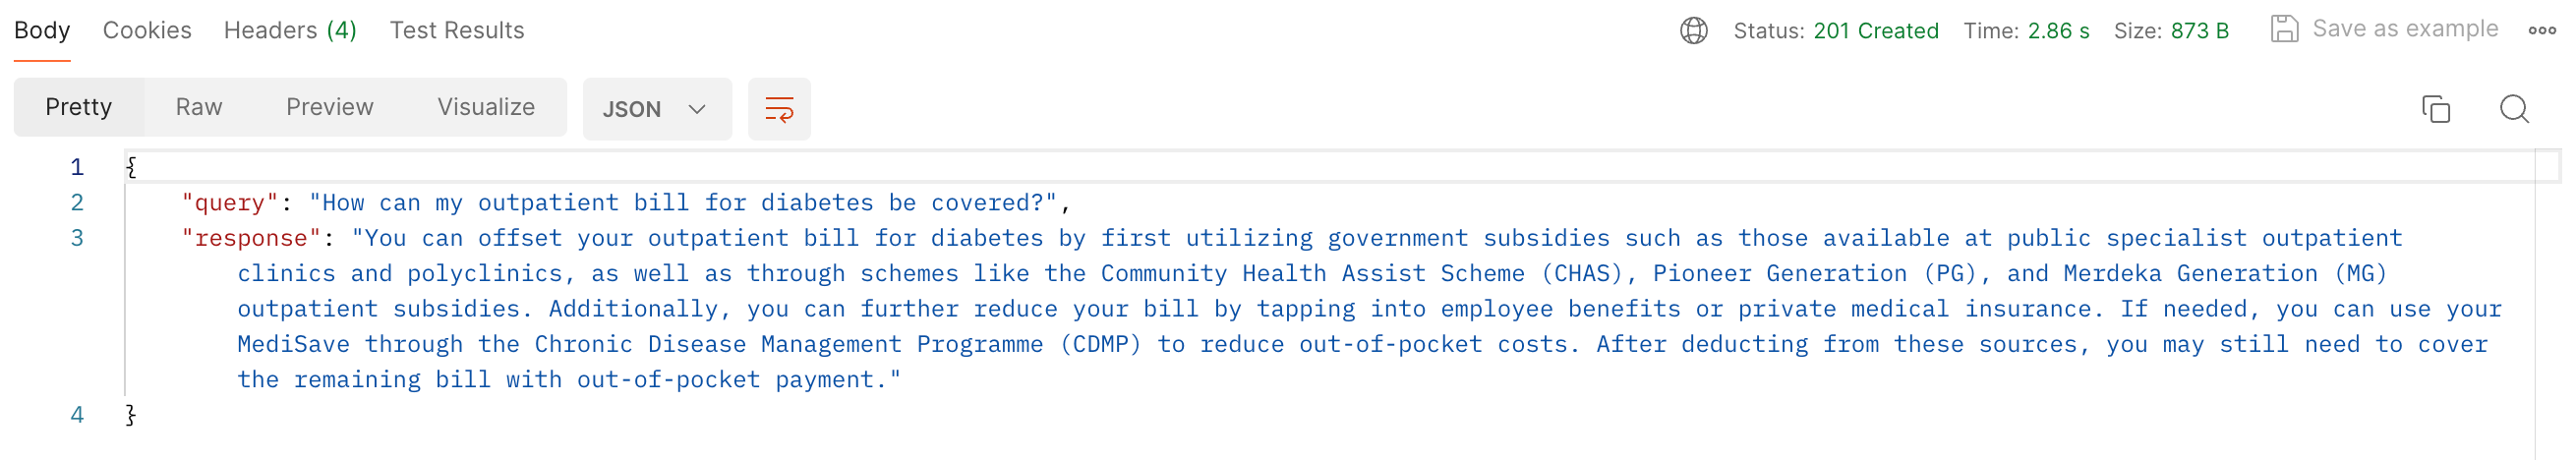 Body Cookies Headers (4) Test Results Status: 201 Created Time: 2.86 s Size: 873 B Save as example
Pretty Raw Preview Visualize JSON
1 {
2 "query": "How can my outpatient bill for diabetes be covered?",
3 "response": "You can offset your outpatient bill for diabetes by first utilizing government subsidies such as those available at public specialist outpatient
clinics and polyclinics, as well as through schemes like the Community Health Assist Scheme (CHAS), Pioneer Generation (PG), and Merdeka Generation (MG)
outpatient subsidies. Additionally, you can further reduce your bill by tapping into employee benefits or private medical insurance. If needed, you can use your
MediSave through the Chronic Disease Management Programme (CDMP) to reduce out-of-pocket costs. After deducting from these sources, you may still need to cover
the remaining bill with out-of-pocket payment."
4 }